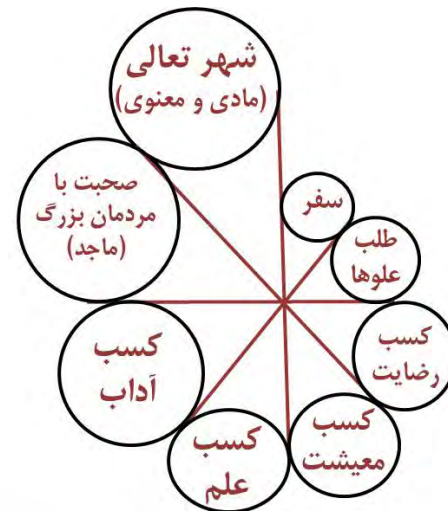 شهر تعالی
(مادی و معنوی)
صحبت با
مردمان بزرگ
(ماجد)
سفر
طلب
علوها
کسب
رضایت
کسب
آداب
کسب
معیشت
کسب
علم